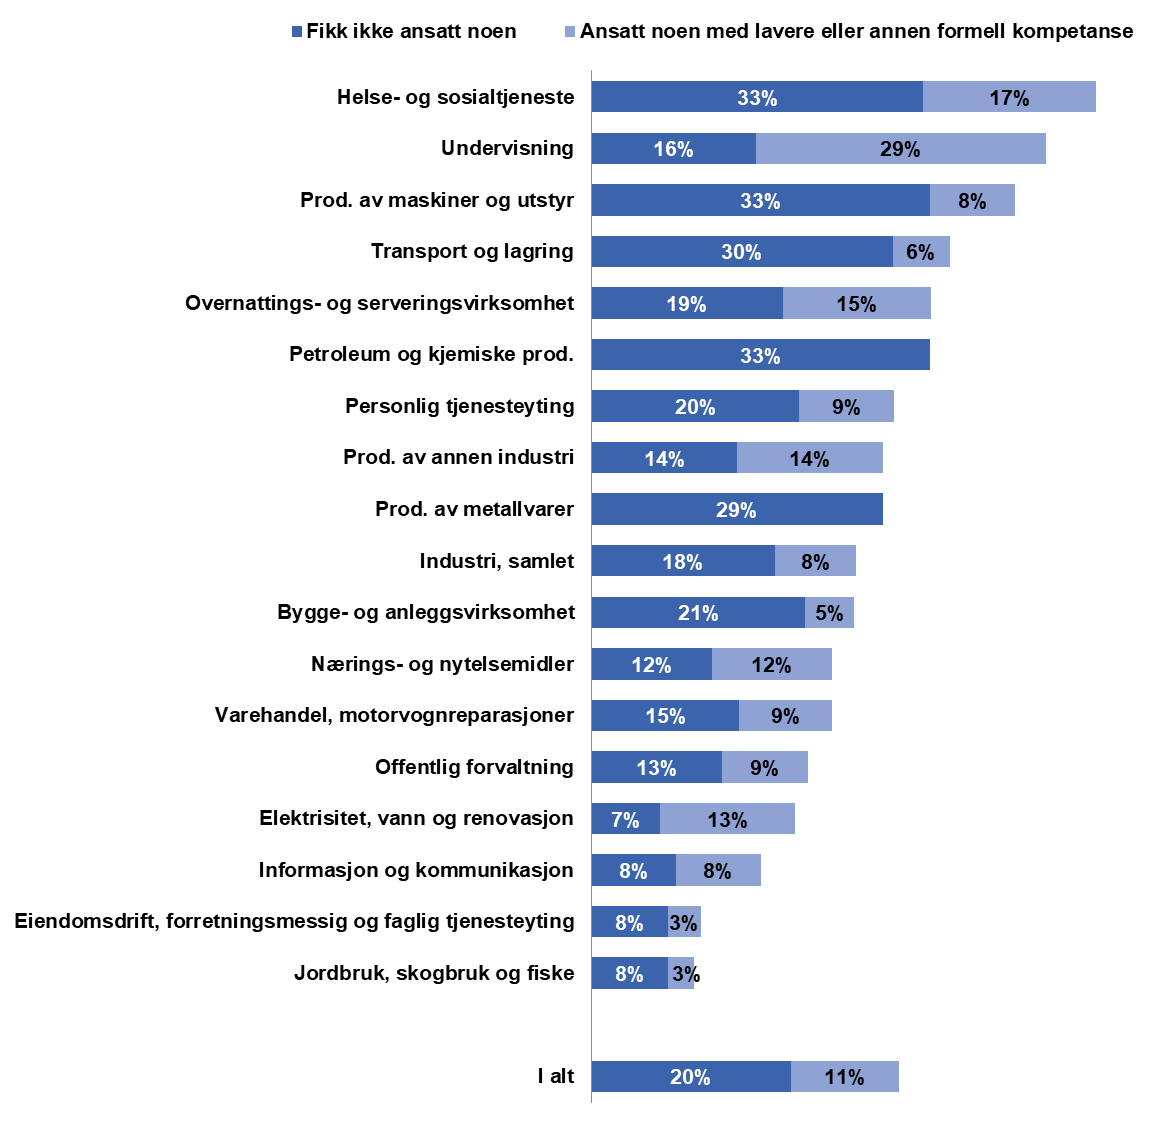 Fikk ikke ansatt noen Ansatt noen med lavere eller annen formell kompetanse
Helse- og sosialtjeneste 33% 17%
Undervisning 16% 29%
Prod. av maskiner og utstyr 33% 8%
Transport og lagring 30% 6%
Overnattings- og serveringsvirksomhet 19% 15%
Petroleum og kjemiske prod. 33%
Personlig tjenesteyting 20% 9%
Prod. av annen industri 14% 14%
Prod. av metallvarer 29%
Industri, samlet 18% 8%
Bygge- og anleggsvirksomhet 21% 5%
Nærings- og nytelsemidler 12% 12%
Varehandel, motorvognreparasjoner 15% 9%
Offentlig forvaltning 13% 9%
Elektrisitet, vann og renovasjon 7% 13%
Informasjon og kommunikasjon 8% 8%
Eiendomsdrift, forretningsmessig og faglig tjenesteyting 8% 3%
Jordbruk, skogbruk og fiske 8% 3%
I alt 20% 11%